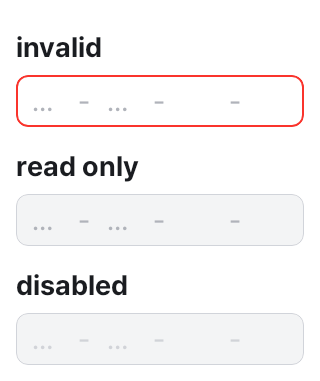 invalid
... - ... - -
read only
... - ... - -
disabled
... - ... - -